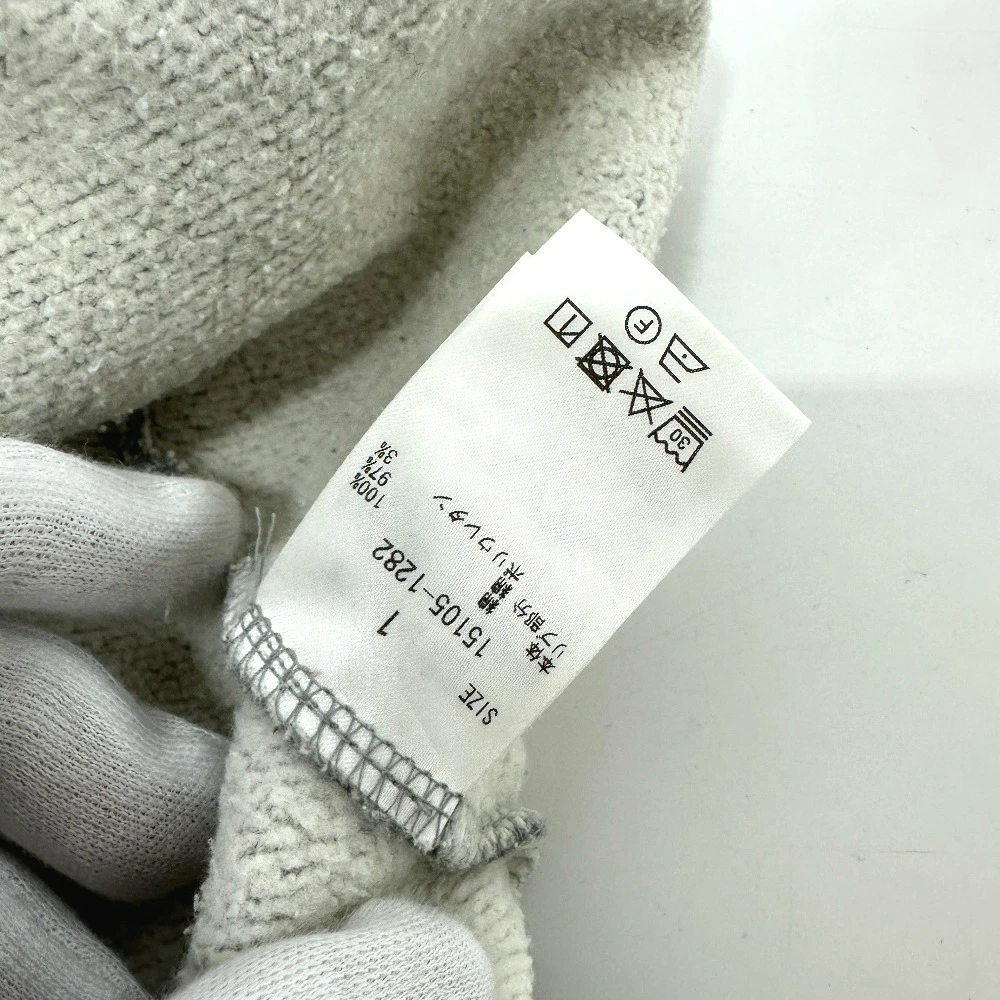 SIZE 1
15105-1282
本体 綿 100%
リブ部分 綿 97%
ポリウレタン 3%
30
F